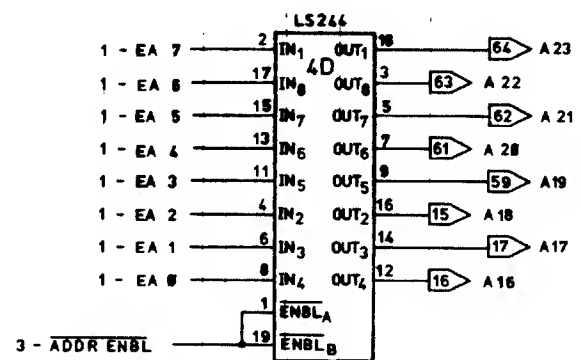 LS244
4D
1 - EA 7 2 IN1 OUT1 18 64 A 23
1 - EA 6 17 IN8 OUT8 3 63 A 22
1 - EA 5 15 IN7 OUT7 5 62 A 21
1 - EA 4 13 IN6 OUT6 7 61 A 20
1 - EA 3 11 IN5 OUT5 9 59 A19
1 - EA 2 4 IN2 OUT2 16 15 A 18
1 - EA 1 6 IN3 OUT3 14 17 A17
1 - EA 0 8 IN4 OUT4 12 16 A 16
1 ENBLA
3 - ADDR ENBL 19 ENBLB